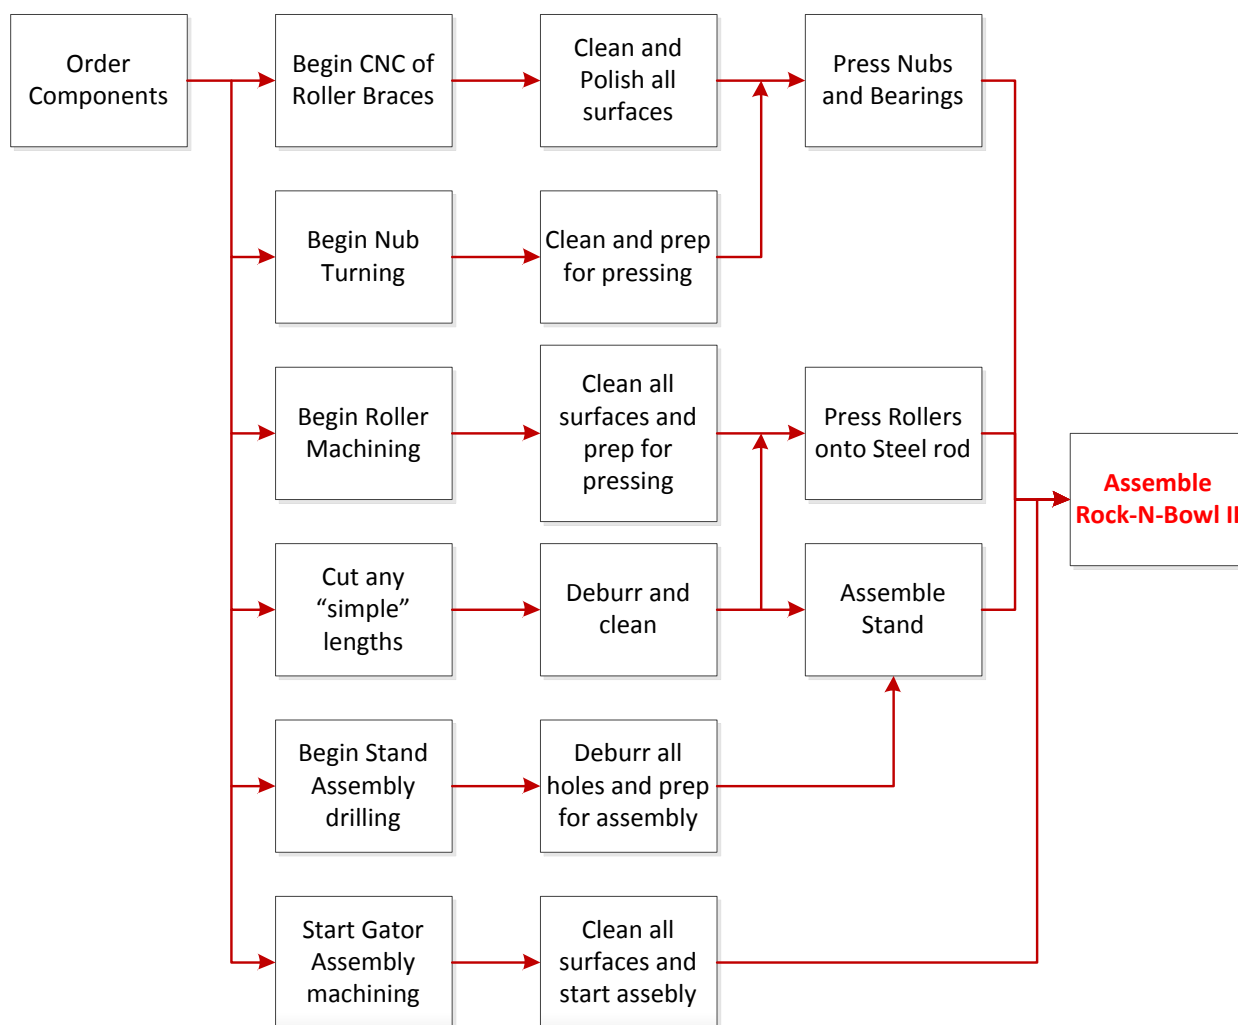 Order
Components
Begin CNC of
Roller Braces
Clean and
Polish all
surfaces
Press Nubs
and Bearings
Begin Nub
Turning
Clean and prep
for pressing
Begin Roller
Machining
Clean all
surfaces and
prep for
pressing
Press Rollers
onto Steel rod
Assemble
Rock-N-Bowl II
Cut any
“simple”
lengths
Deburr and
clean
Assemble
Stand
Begin Stand
Assembly
drilling
Deburr all
holes and prep
for assembly
Start Gator
Assembly
machining
Clean all
surfaces and
start assebly